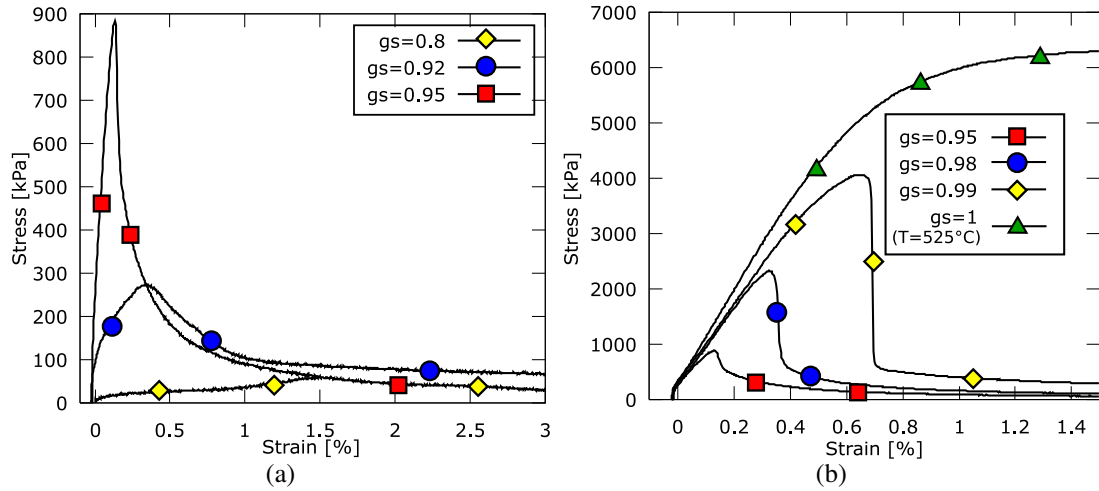 900
800
700
600
500
400
300
200
100
0
Stress [kPa]
gs=0.8
gs=0.92
gs=0.95
0
0.5
1
1.5
2
2.5
3
Strain [%]
(a)
7000
6000
5000
4000
3000
2000
1000
0
Stress [kPa]
gs=0.95
gs=0.98
gs=0.99
gs=1
(T=525°C)
0
0.2
0.4
0.6
0.8
1
1.2
1.4
Strain [%]
(b)